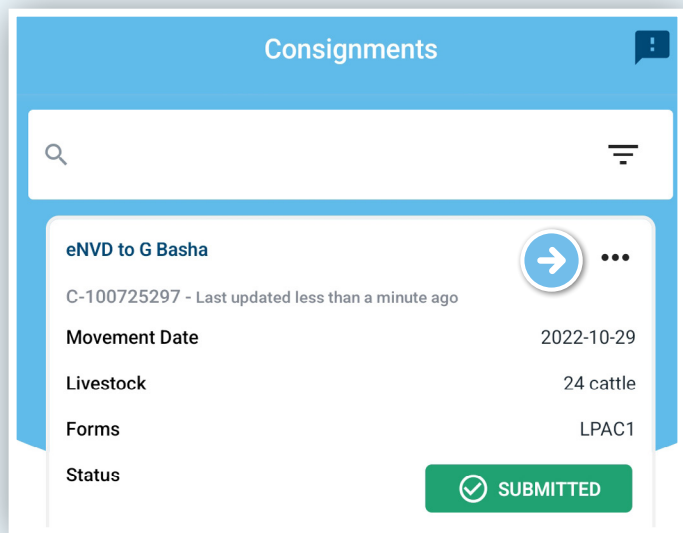 Consignments
eNVD to G Basha
C-100725297 - Last updated less than a minute ago
Movement Date 2022-10-29
Livestock 24 cattle
Forms LPAC1
Status SUBMITTED